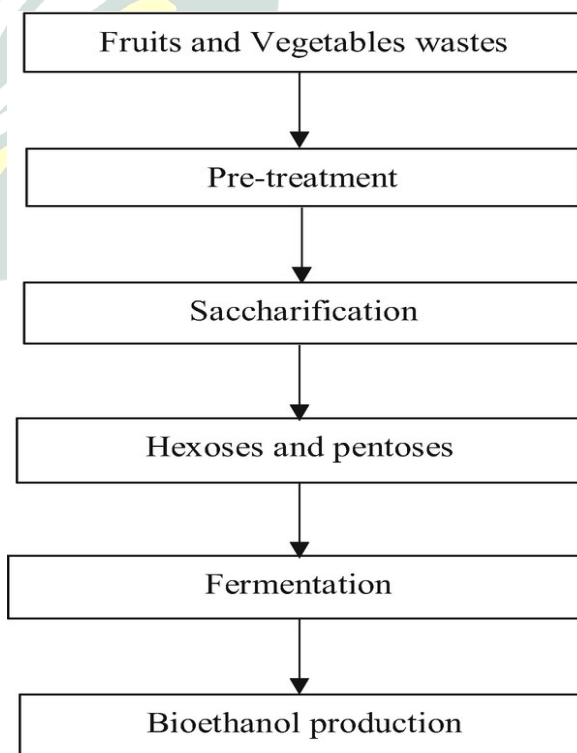 Fruits and Vegetables wastes
Pre-treatment
Saccharification
Hexoses and pentoses
Fermentation
Bioethanol production